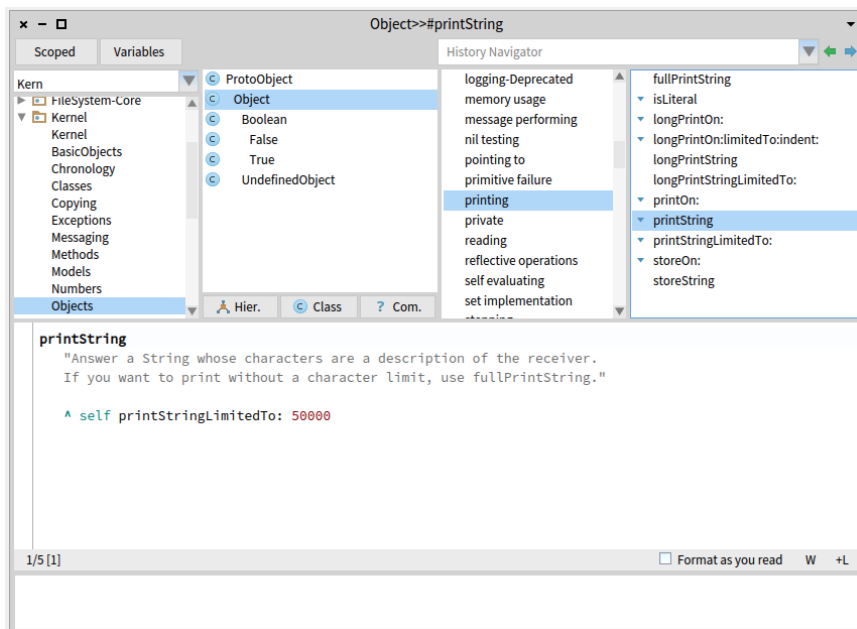 Object>>#printString
Scoped
Variables
History Navigator
Kern
FileSystem-Core
Kernel
Kernel
BasicObjects
Chronology
Classes
Copying
Exceptions
Messaging
Methods
Models
Numbers
Objects
ProtoObject
Object
Boolean
False
True
UndefinedObject
Hier.
Class
? Com.
logging-Deprecated
memory usage
message performing
nil testing
pointing to
primitive failure
printing
private
reading
reflective operations
self evaluating
set implementation
fullPrintString
isLiteral
longPrintOn:
longPrintOn:limitedTo:indent:
longPrintString
longPrintStringLimitedTo:
printOn:
printString
printStringLimitedTo:
storeOn:
storeString
printString
"Answer a String whose characters are a description of the receiver.
If you want to print without a character limit, use fullPrintString."
^ self printStringLimitedTo: 50000
1/5 [1]
Format as you read
W
+L